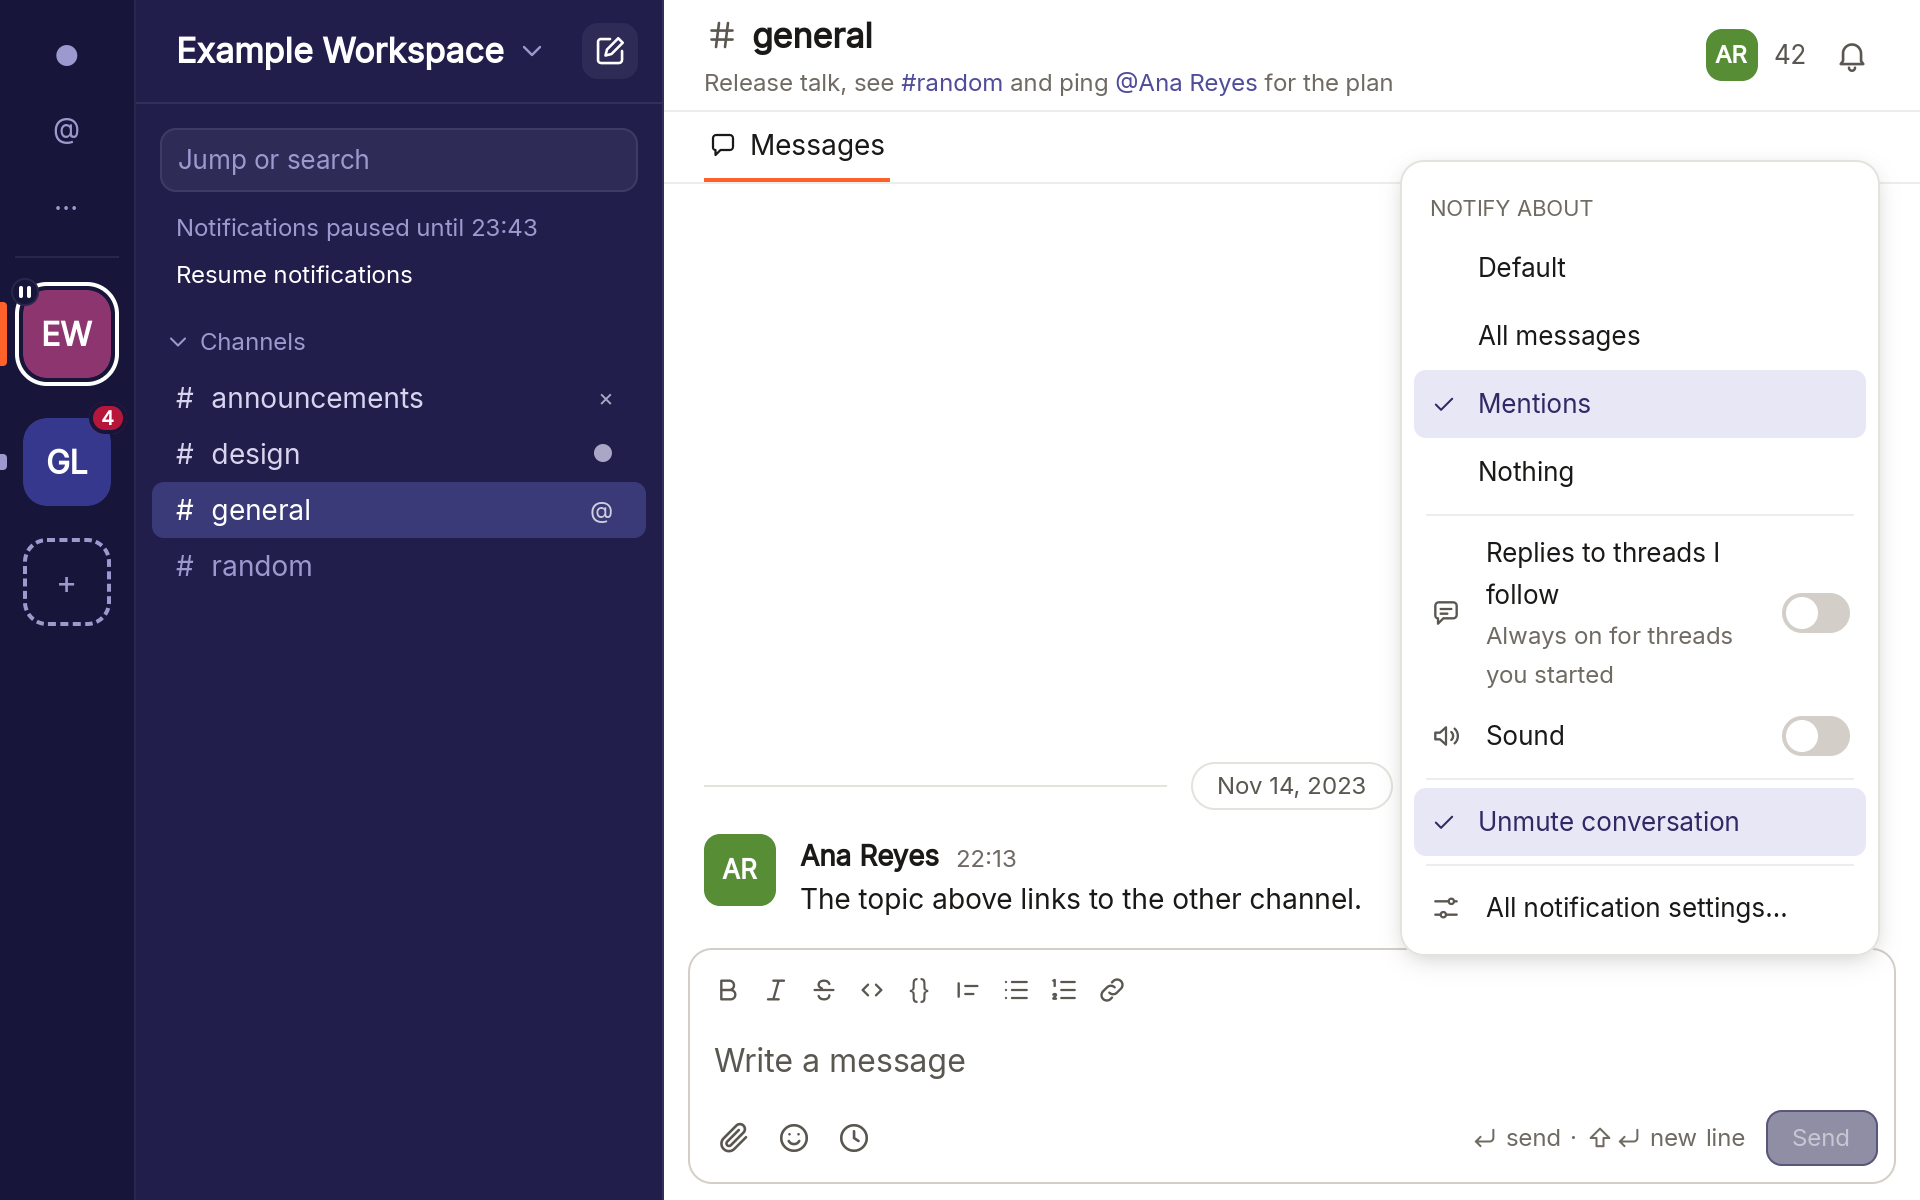 @
...
EW
4
GL
+
Example Workspace
Jump or search
Notifications paused until 23:43
Resume notifications
Channels
# announcements ×
# design
# general @
# random
# general
Release talk, see #random and ping @Ana Reyes for the plan
AR 42
Messages
NOTIFY ABOUT
Default
All messages
Mentions
Nothing
Replies to threads I
follow
Always on for threads
you started
Sound
Unmute conversation
All notification settings...
Nov 14, 2023
AR
Ana Reyes 22:13
The topic above links to the other channel.
Write a message
send · new line
Send